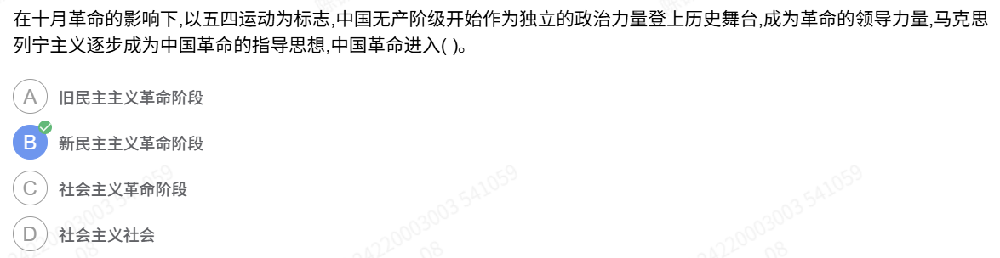 在十月革命的影响下,以五四运动为标志,中国无产阶级开始作为独立的政治力量登上历史舞台,成为革命的领导力量,马克思
列宁主义逐步成为中国革命的指导思想,中国革命进入( )。
A 旧民主主义革命阶段
B 新民主主义革命阶段
C 社会主义革命阶段
D 社会主义社会